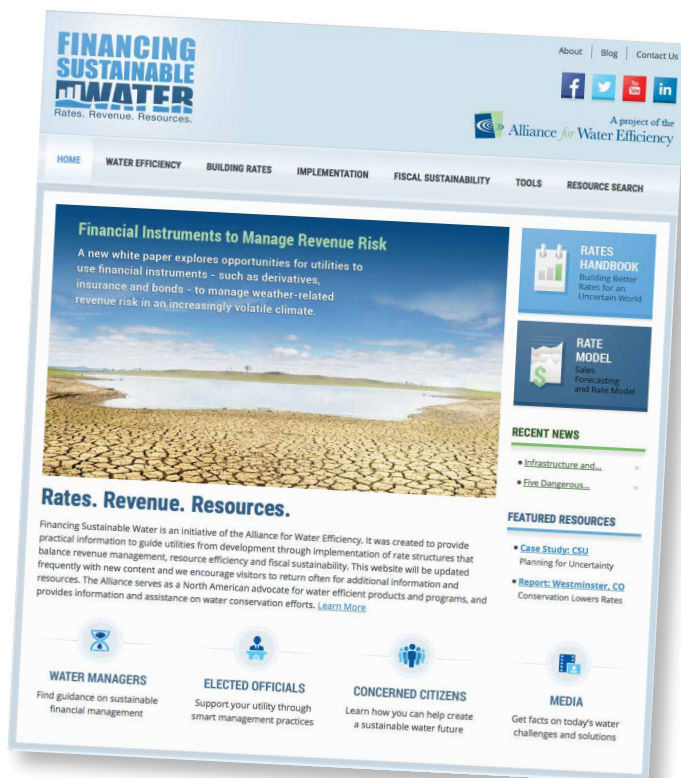 FINANCING
SUSTAINABLE
WATER
Rates. Revenue. Resources.
About | Blog | Contact Us
f
You
Tube
in
A project of the
Alliance for Water Efficiency
HOME
WATER EFFICIENCY
BUILDING RATES
IMPLEMENTATION
FISCAL SUSTAINABILITY
TOOLS
RESOURCE SEARCH
Financial Instruments to Manage Revenue Risk
A new white paper explores opportunities for utilities to
use financial instruments - such as derivatives,
insurance and bonds - to manage weather-related
revenue risk in an increasingly volatile climate.
RATES
HANDBOOK
Building Better
Rates for an
Uncertain World
RATE
MODEL
Sales
Forecasting
and Rate Model
$
RECENT NEWS
• Infrastructure and...
• Five Dangerous...
FEATURED RESOURCES
• Case Study: CSU
Planning for Uncertainty
• Report: Westminster, CO
Conservation Lowers Rates
Rates. Revenue. Resources.
Financing Sustainable Water is an initiative of the Alliance for Water Efficiency. It was created to provide
practical information to guide utilities from development through implementation of rate structures that
balance revenue management, resource efficiency and fiscal sustainability. This website will be updated
frequently with new content and we encourage visitors to return often for additional information and
resources. The Alliance serves as a North American advocate for water efficient products and programs, and
provides information and assistance on water conservation efforts. Learn More
WATER MANAGERS
Find guidance on sustainable
financial management
ELECTED OFFICIALS
Support your utility through
smart management practices
CONCERNED CITIZENS
Learn how you can help create
a sustainable water future
MEDIA
Get facts on today's water
challenges and solutions